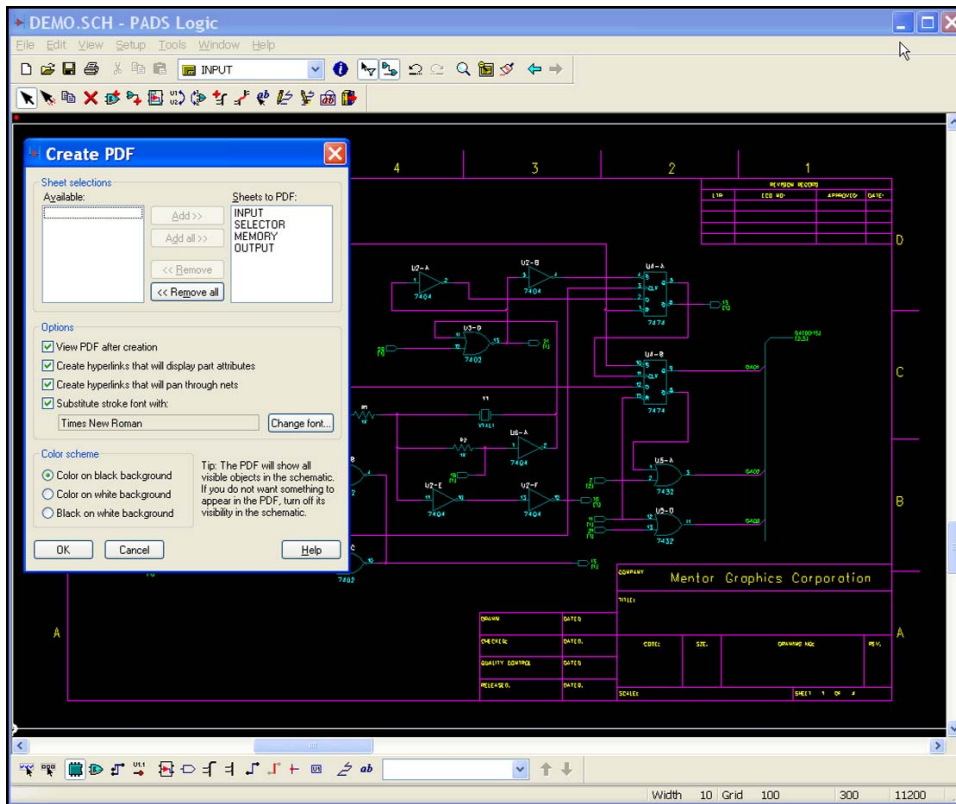 DEMO.SCH - PADS Logic
File Edit View Setup Tools Window Help
INPUT
Create PDF
Sheet selections
Available:
Sheets to PDF:
Add >>
Add all >>
<< Remove
<< Remove all
INPUT
SELECTOR
MEMORY
OUTPUT
Options
View PDF after creation
Create hyperlinks that will display part attributes
Create hyperlinks that will pan through nets
Substitute stroke font with:
Times New Roman
Change font...
Color scheme
Color on black background
Color on white background
Black on white background
Tip: The PDF will show all
visible objects in the schematic.
If you do not want something to
appear in the PDF, turn off its
visibility in the schematic.
OK
Cancel
Help
4 3 2 1
REVISION RECORD
LTR ECO NO: APPROVED: DATE:
D
C
B
A
A
U2-A
7404
U2-B
7404
U3-D
7402
U4-A
7474
U4-B
7474
R1
Y1
R2
U2-E
7404
U2-F
7404
7404
U5-A
7432
U5-D
7432
7402
COMPANY:
Mentor Graphics Corporation
TITLE:
DRAWN
DATED
CHECKED:
DATED:
QUALITY CONTROL
DATED
RELEASED:
DATED:
CODE: SIZE: DRAWING NO: REV:
SCALE:
SHEET 1 OF 4
ab
Width 10 Grid 100 300 11200